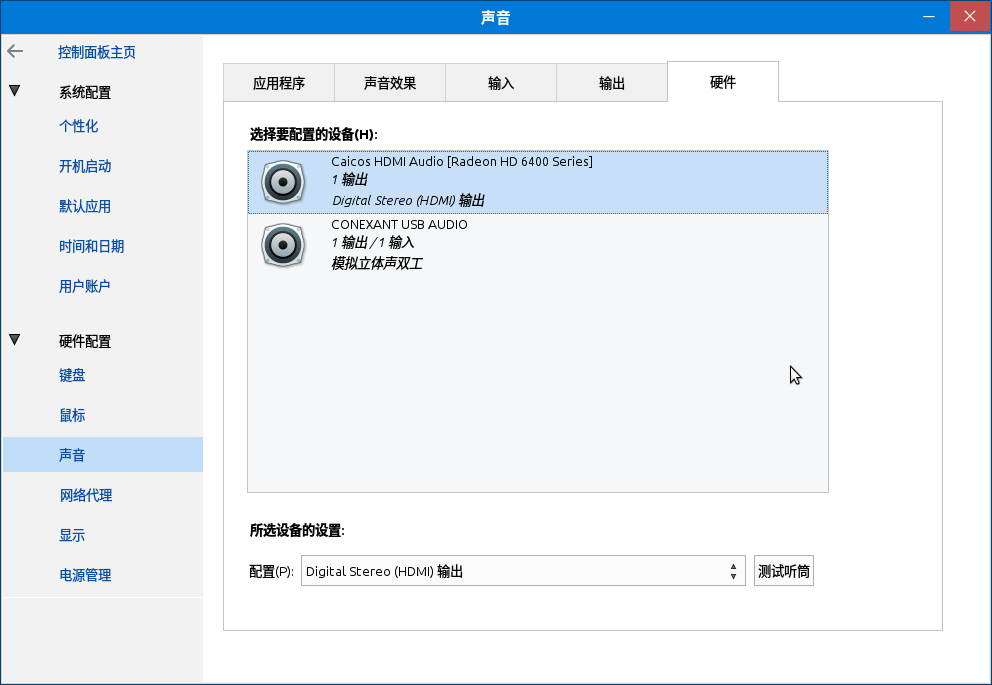 声音
控制面板主页
系统配置
个性化
开机启动
默认应用
时间和日期
用户账户
硬件配置
键盘
鼠标
声音
网络代理
显示
电源管理
应用程序
声音效果
输入
输出
硬件
选择要配置的设备(H):
Caicos HDMI Audio [Radeon HD 6400 Series]
1 输出
Digital Stereo (HDMI) 输出
CONEXANT USB AUDIO
1 输出 / 1 输入
模拟立体声双工
所选设备的设置:
配置(P):
Digital Stereo (HDMI) 输出
测试听筒